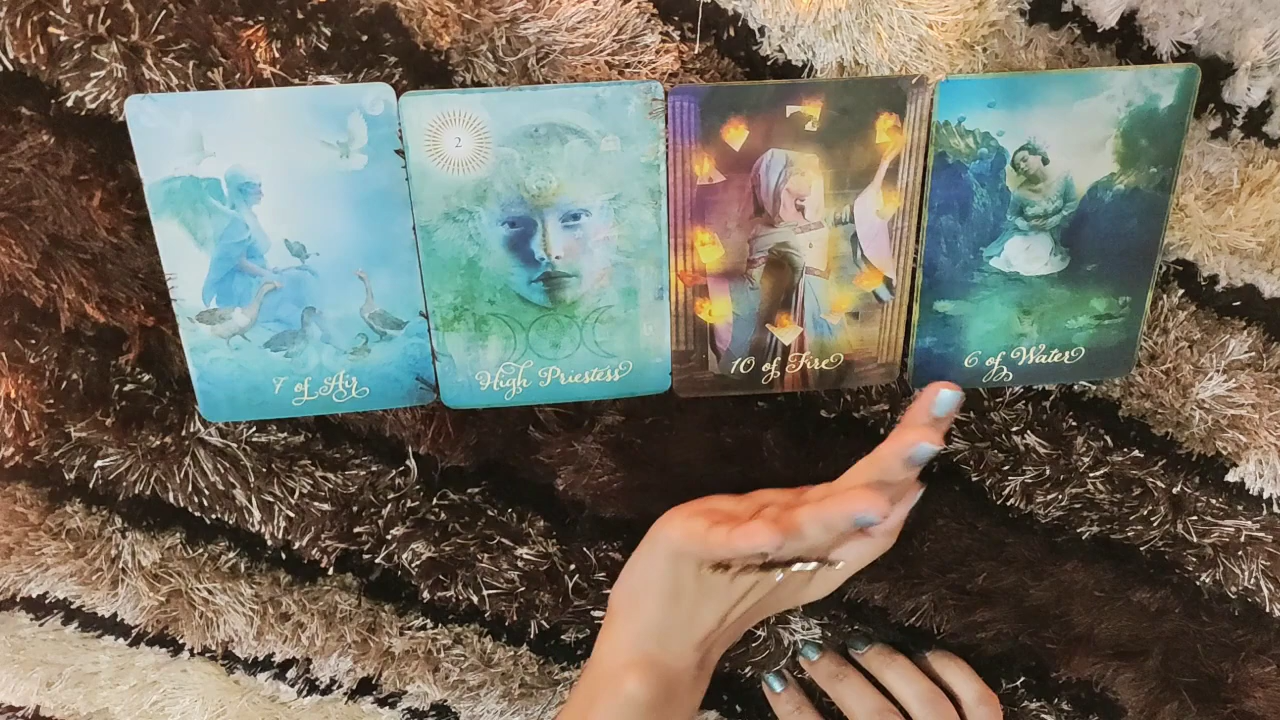 7 of Air
2
High Priestess
10 of Fire
6 of Water